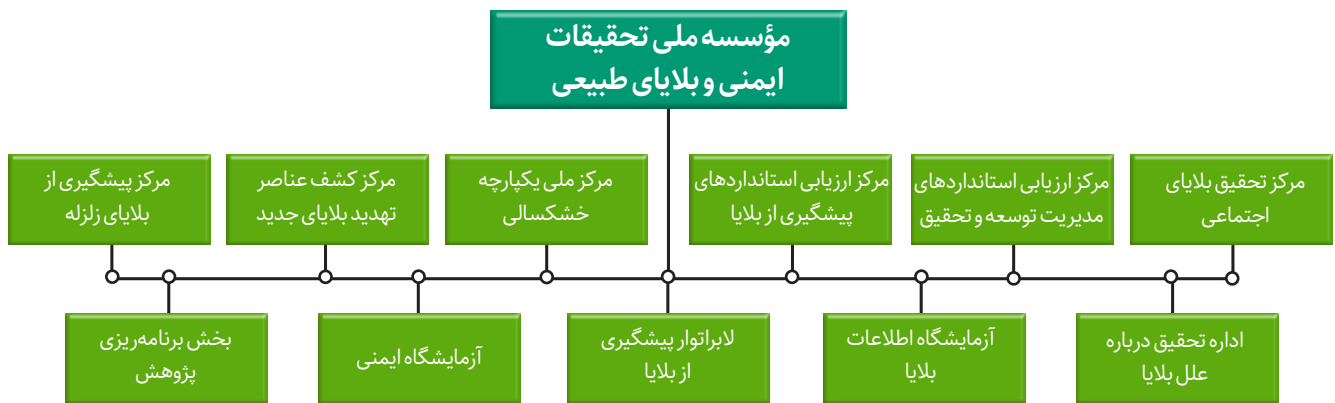 مؤسسه ملی تحقیقات
ایمنی و بلایای طبیعی
مرکز تحقیق بلایای
اجتماعی
مرکز ارزیابی استانداردهای
مدیریت توسعه و تحقیق
مرکز ارزیابی استانداردهای
پیشگیری از بلایا
مرکز ملی یکپارچه
خشکسالی
مرکز کشف عناصر
تهدید بلایای جدید
مرکز پیشگیری از
بلایای زلزله
اداره تحقیق درباره
علل بلایا
آزمایشگاه اطلاعات
بلایا
لابراتوار پیشگیری
از بلایا
آزمایشگاه ایمنی
بخش برنامه‌ریزی
پژوهش